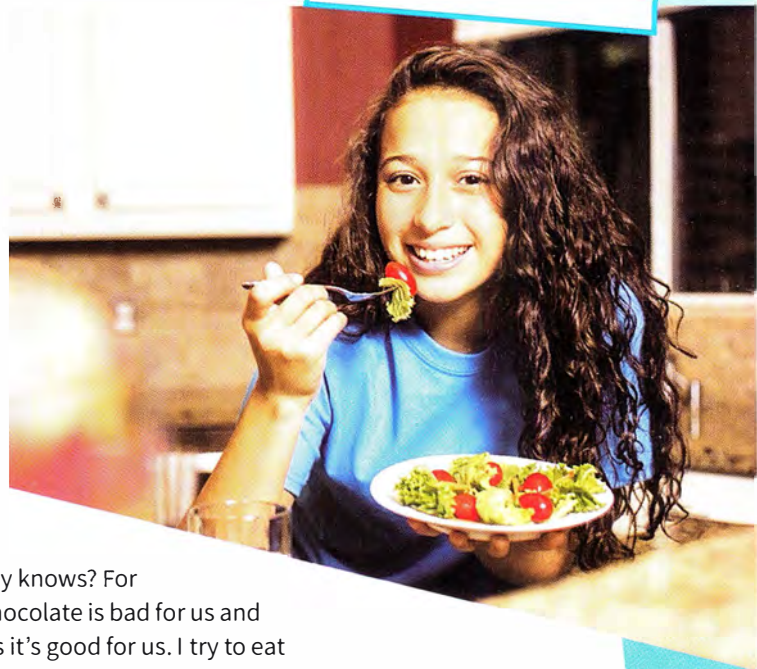 y knows? For
hocolate is bad for us and
s it's good for us. I try to eat